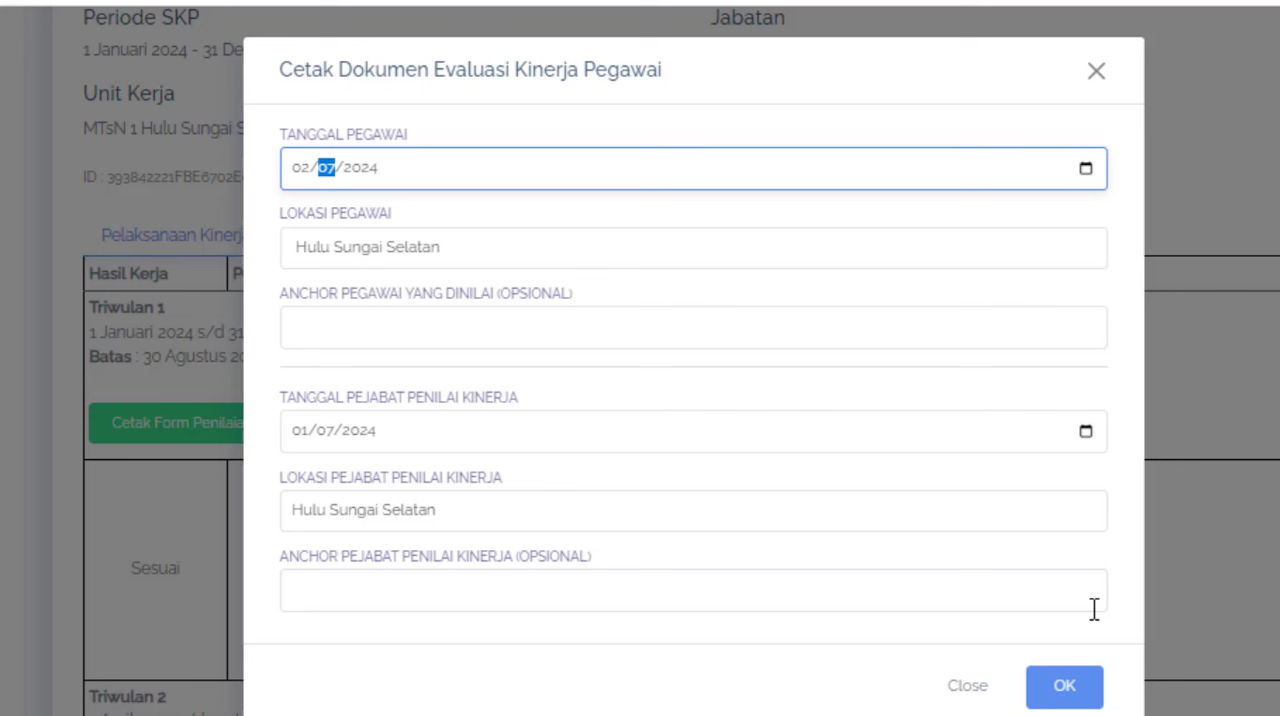 Periode SKP
Jabatan
1 Januari 2024 - 31 De
Cetak Dokumen Evaluasi Kinerja Pegawai
Unit Kerja
MTsN 1 Hulu Sungai S
TANGGAL PEGAWAI
02/07/2024
ID : 393842221FBE6702E
LOKASI PEGAWAI
Hulu Sungai Selatan
Pelaksanaan Kinerj
Hasil Kerja
P
ANCHOR PEGAWAI YANG DINILAI (OPSIONAL)
Triwulan 1
1 Januari 2024 s/d 31
Batas : 30 Agustus 20
TANGGAL PEJABAT PENILAI KINERJA
01/07/2024
Cetak Form Penilaia
LOKASI PEJABAT PENILAI KINERJA
Hulu Sungai Selatan
ANCHOR PEJABAT PENILAI KINERJA (OPSIONAL)
Sesuai
Close
OK
Triwulan 2